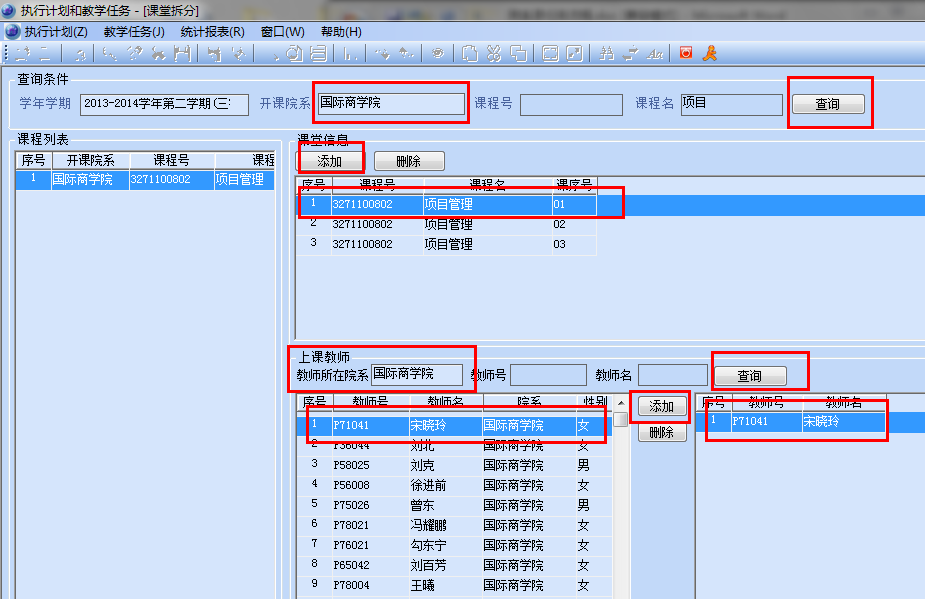 执行计划和教学任务 - [课堂拆分]
执行计划(Z) 教学任务(J) 统计报表(R) 窗口(W) 帮助(H)
查询条件
学年学期 2013-2014学年第二学期(三: 开课院系 国际商学院 课程号 课程名 项目 查询
课程列表
序号 开课院系 课程号 课程
1 国际商学院 3271100802 项目管理
课堂信息
添加 删除
序号 课程号 课程名 课序号
1 3271100802 项目管理 01
2 3271100802 项目管理 02
3 3271100802 项目管理 03
上课教师
教师所在院系 国际商学院 教师号 教师名 查询
序号 教师号 教师名 院系 性别
1 P71041 宋晓玲 国际商学院 女
2 P36044 刘北 国际商学院 女
3 P58025 刘克 国际商学院 男
4 P56008 徐进前 国际商学院 女
5 P75026 曾东 国际商学院 男
6 P78021 冯耀鹏 国际商学院 女
7 P76021 勾东宁 国际商学院 女
8 P65042 刘百芳 国际商学院 女
9 P78004 王曦 国际商学院 女
添加
删除
序号 教师号 教师名
1 P71041 宋晓玲